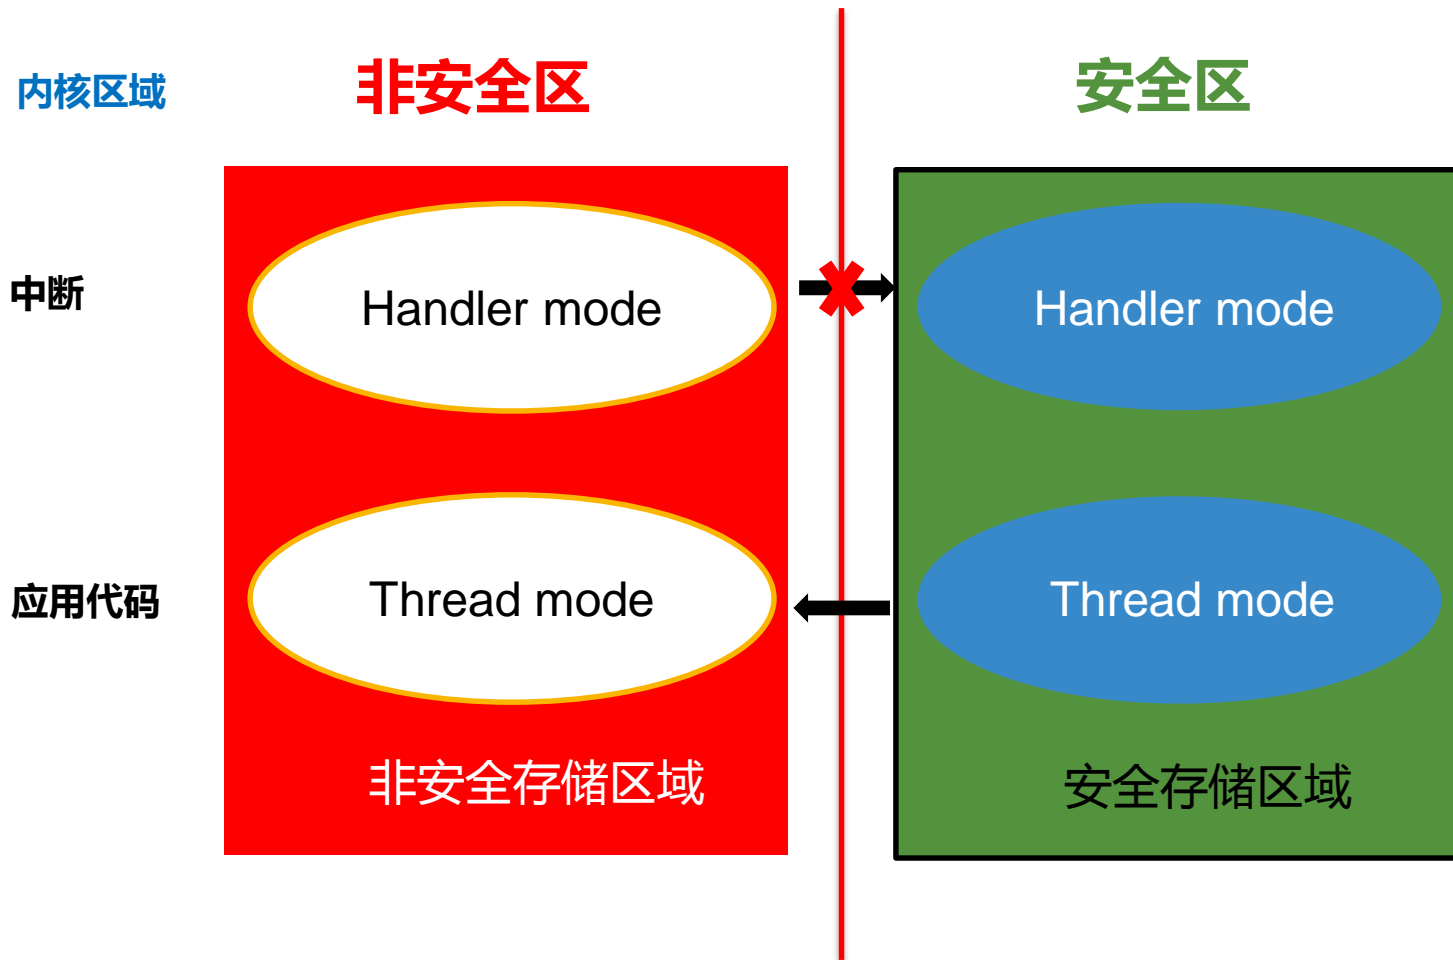 内核区域
非安全区
安全区
中断
Handler mode
Handler mode
应用代码
Thread mode
Thread mode
非安全存储区域
安全存储区域